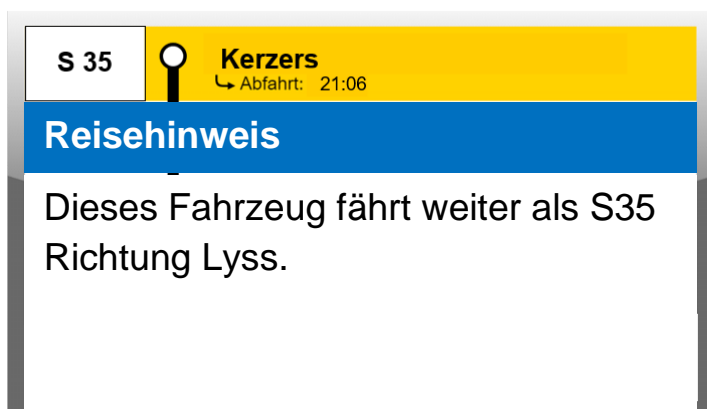 S 35
Kerzers
Abfahrt: 21:06
Reisehinweis
Dieses Fahrzeug fährt weiter als S35
Richtung Lyss.